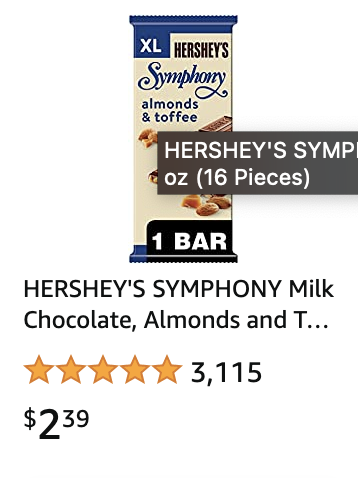 XL HERSHEY'S
Symphony
almonds
& toffee
HERSHEY'S SYMP
oz (16 Pieces)
1 BAR
HERSHEY'S SYMPHONY Milk
Chocolate, Almonds and T...
3,115
$2 39